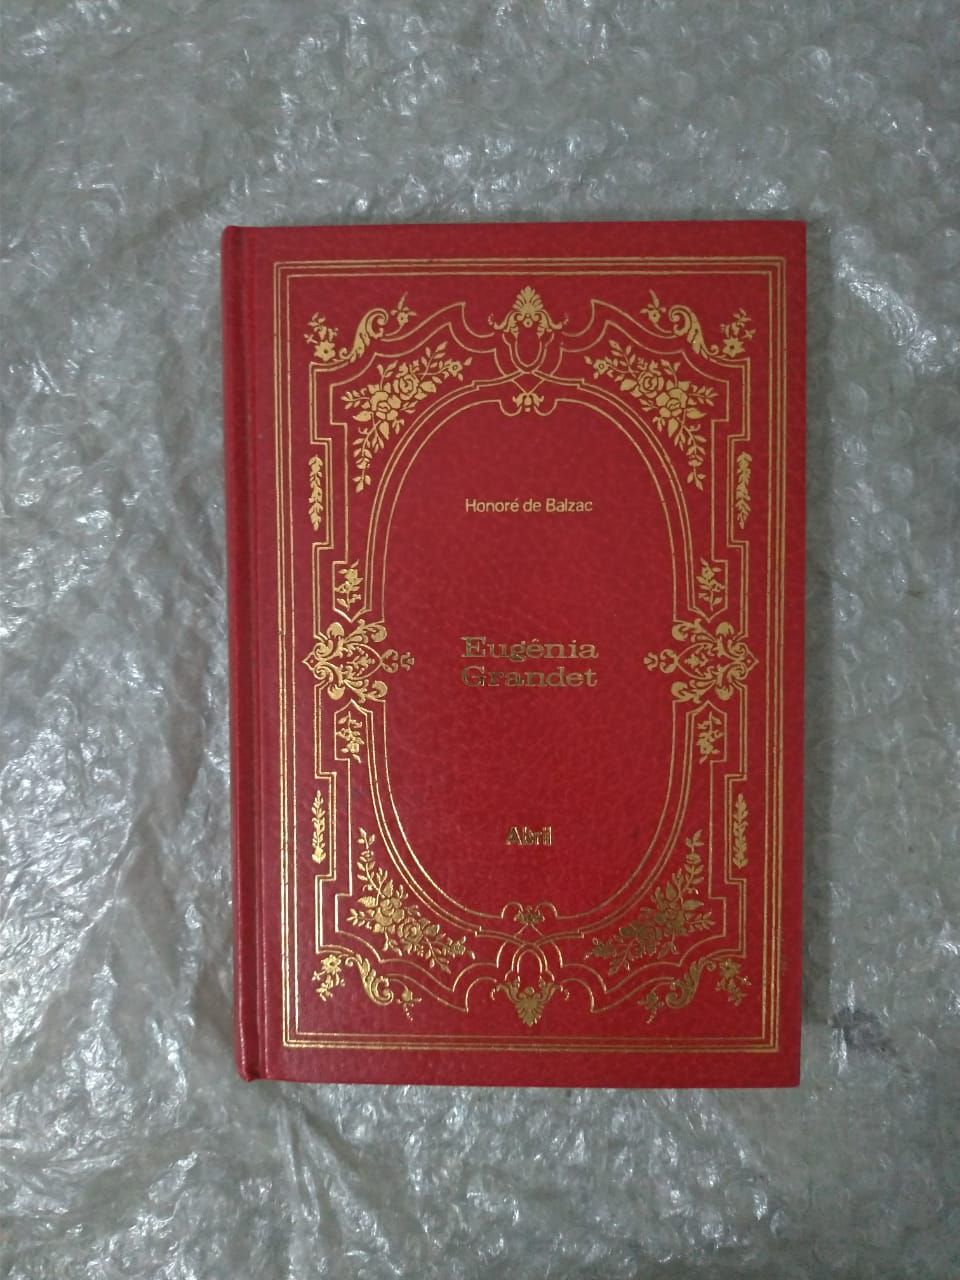 Honoré de Balzac
Eugênia
Grandet
Abril